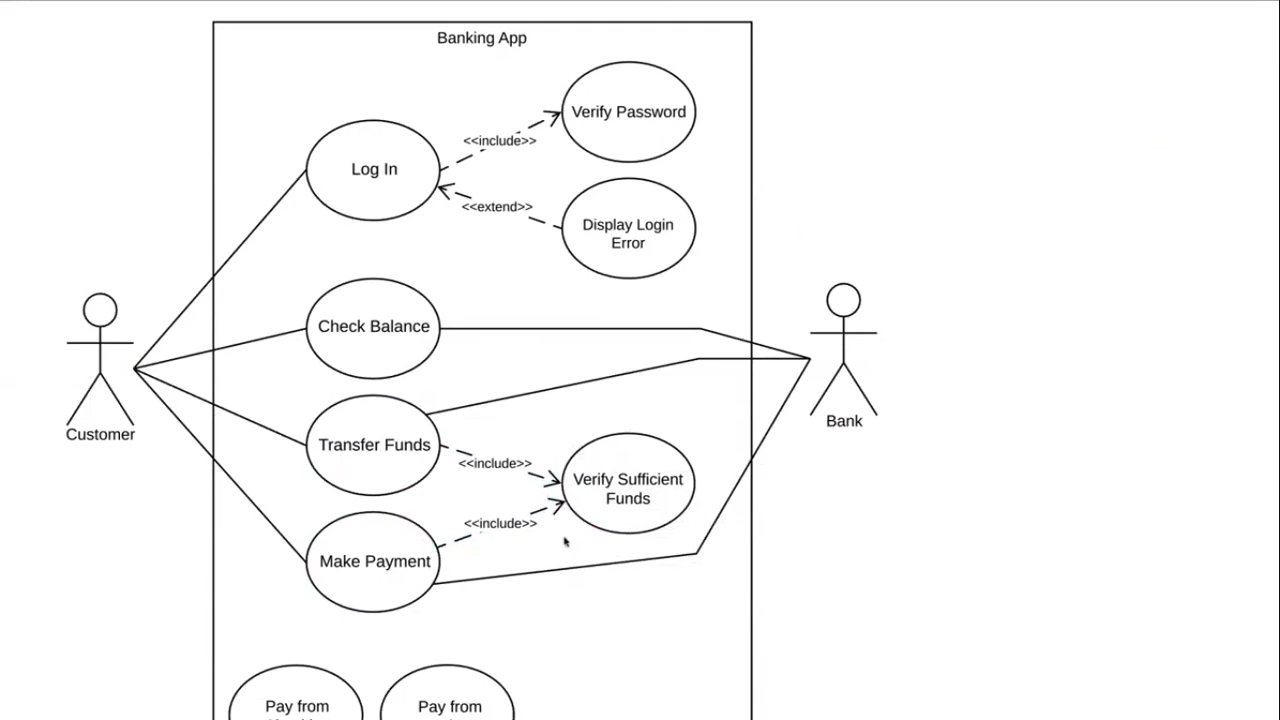 Banking App
Verify Password
<<include>>
Log In
<<extend>>
Display Login
Error
Check Balance
Customer
Bank
Transfer Funds
<<include>>
Verify Sufficient
Funds
<<include>>
Make Payment
Pay from
Pay from